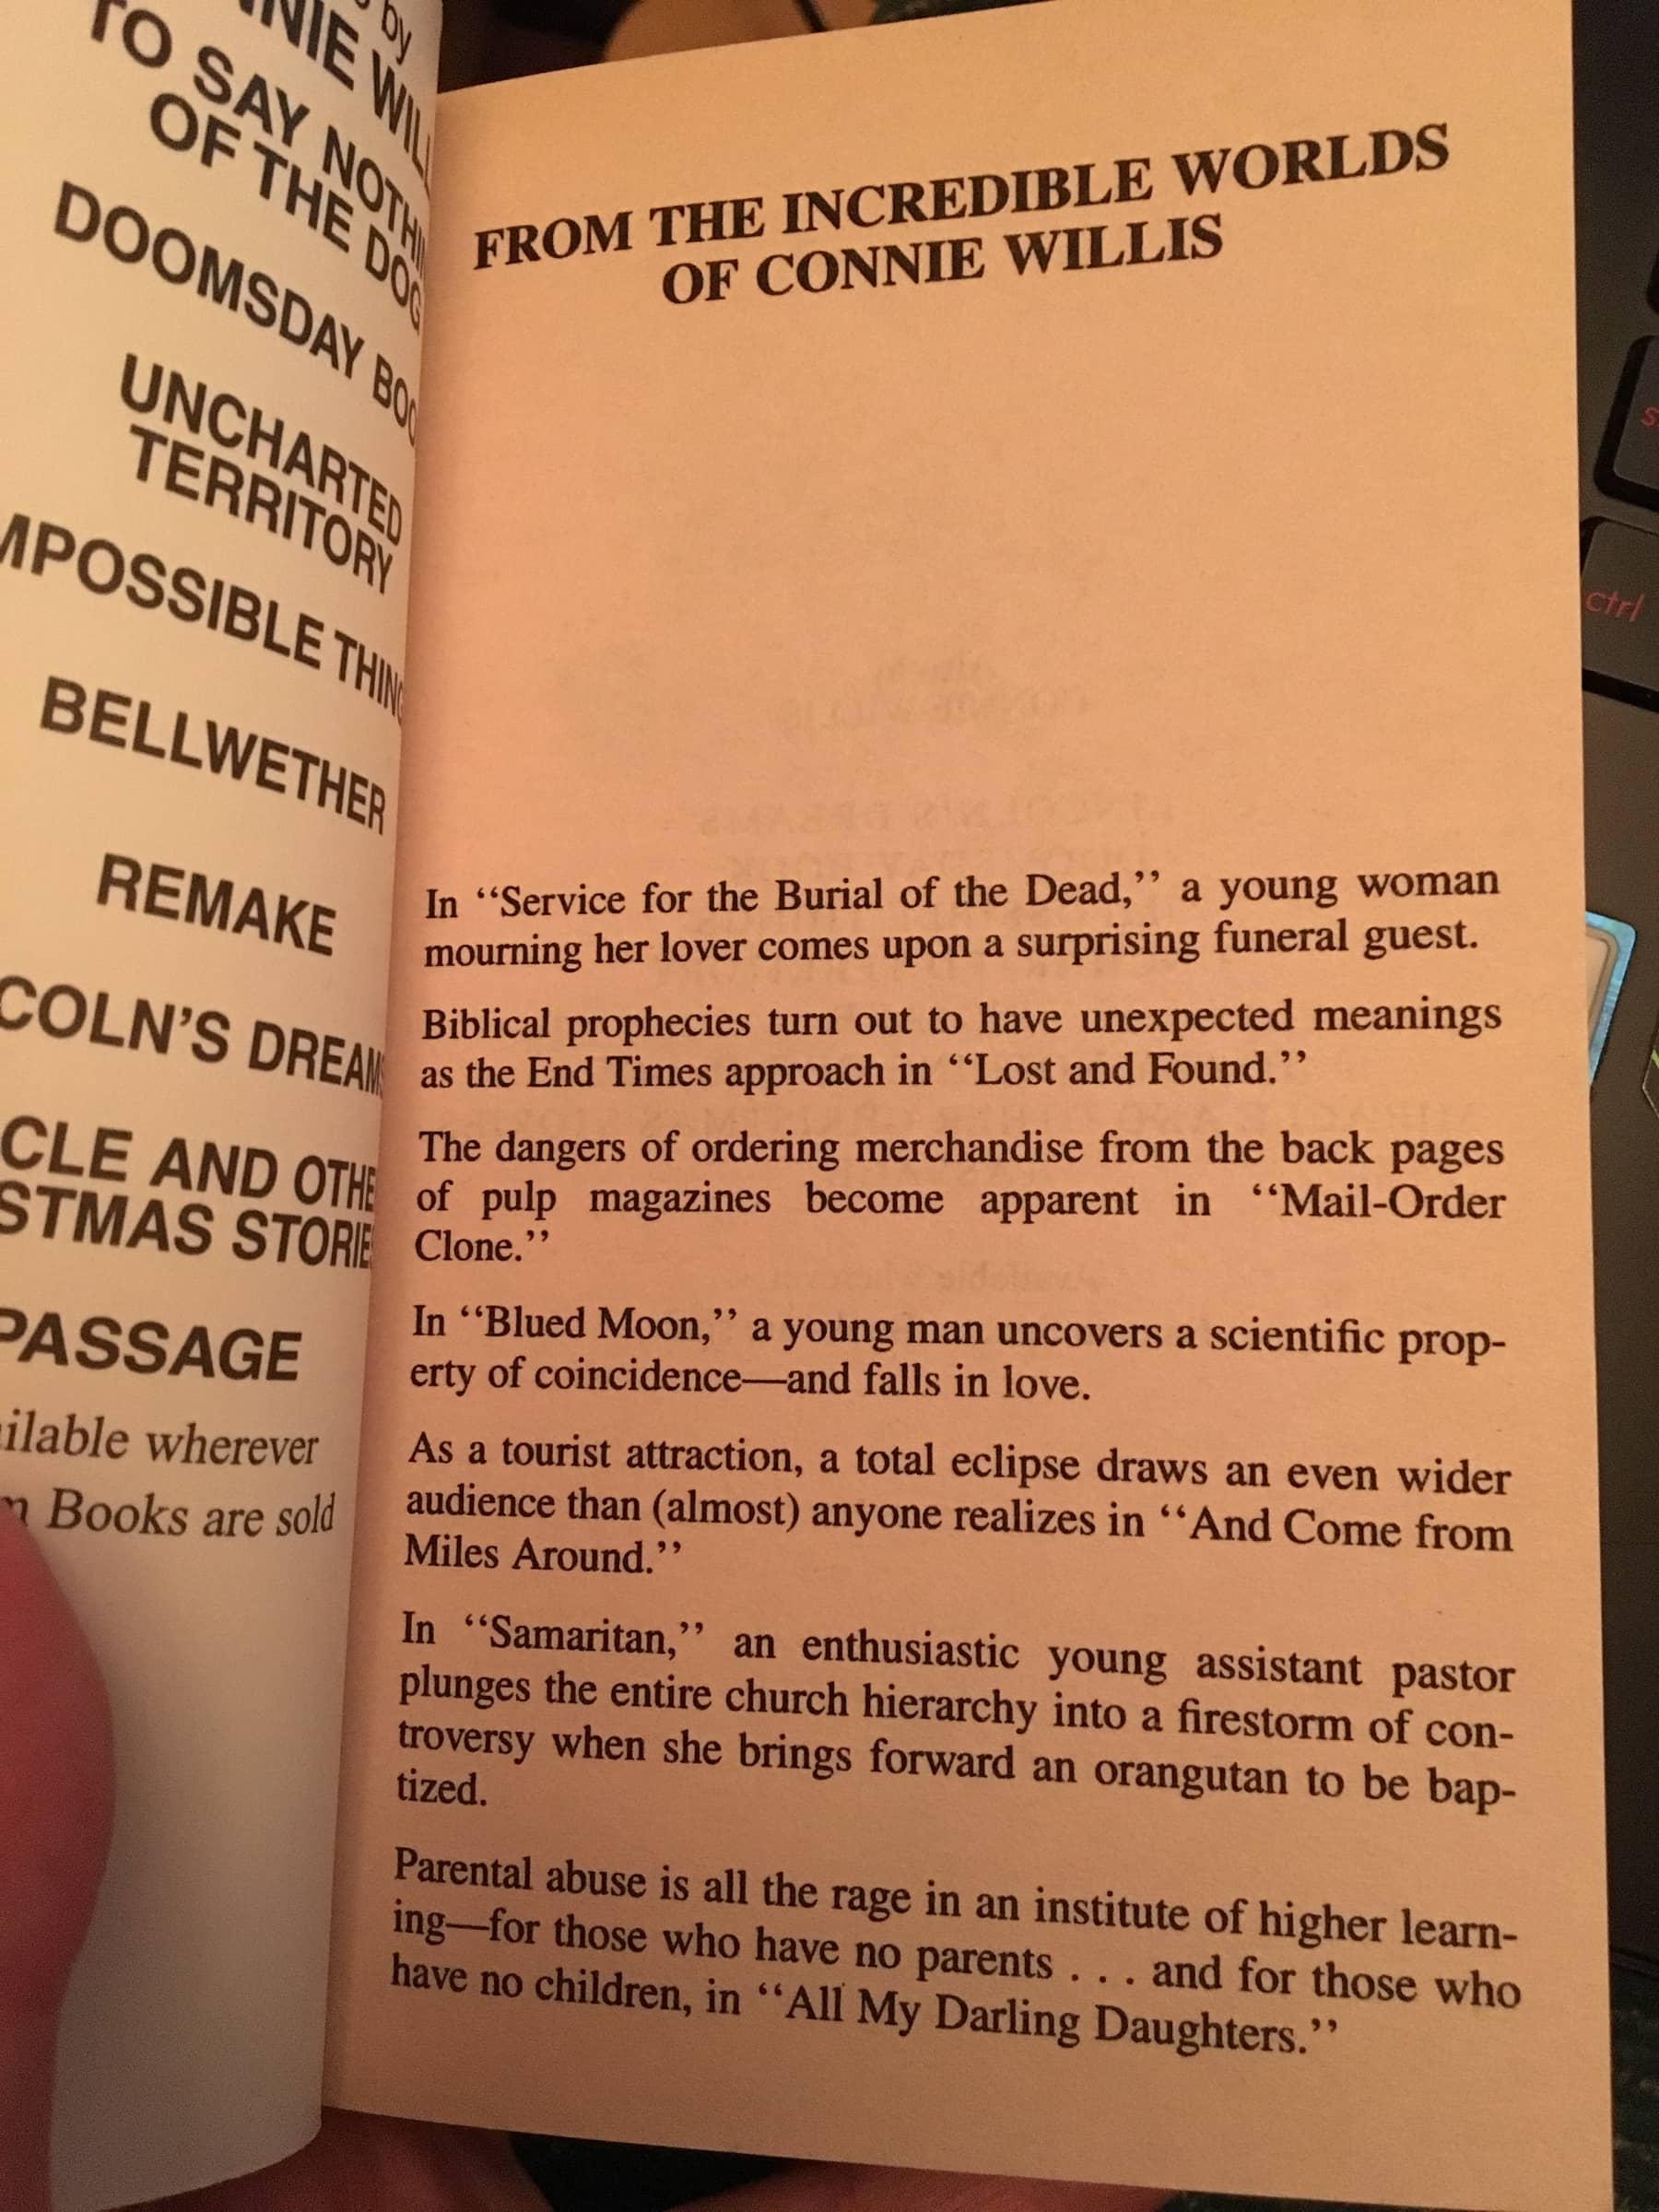 by
TO SAY
OF THE DOG
DOOMSDAY
UNCHARTED
TERRITORY
BELLWETHER
REMAKE
AND
STORIES
PASSAGE
wherever
Books are sold
FROM THE INCREDIBLE WORLDS
OF CONNIE WILLIS
In ‘‘Service for the Burial of the Dead,’’ a young woman
mourning her lover comes upon a surprising funeral guest.
Biblical prophecies turn out to have unexpected meanings
as the End Times approach in ‘‘Lost and Found.’’
The dangers of ordering merchandise from the back pages
of pulp magazines become apparent in ‘‘Mail-Order
Clone.’’
In ‘‘Blued Moon,’’ a young man uncovers a scientific prop-
erty of coincidence—and falls in love.
As a tourist attraction, a total eclipse draws an even wider
audience than (almost) anyone realizes in ‘‘And Come from
Miles Around.’’
In ‘‘Samaritan,’’ an enthusiastic young assistant pastor
plunges the entire church hierarchy into a firestorm of con-
troversy when she brings forward an orangutan to be bap-
tized.
Parental abuse is all the rage in an institute of higher learn-
ing—for those who have no parents . . . and for those who
have no children, in ‘‘All My Darling Daughters.’’
ctrl